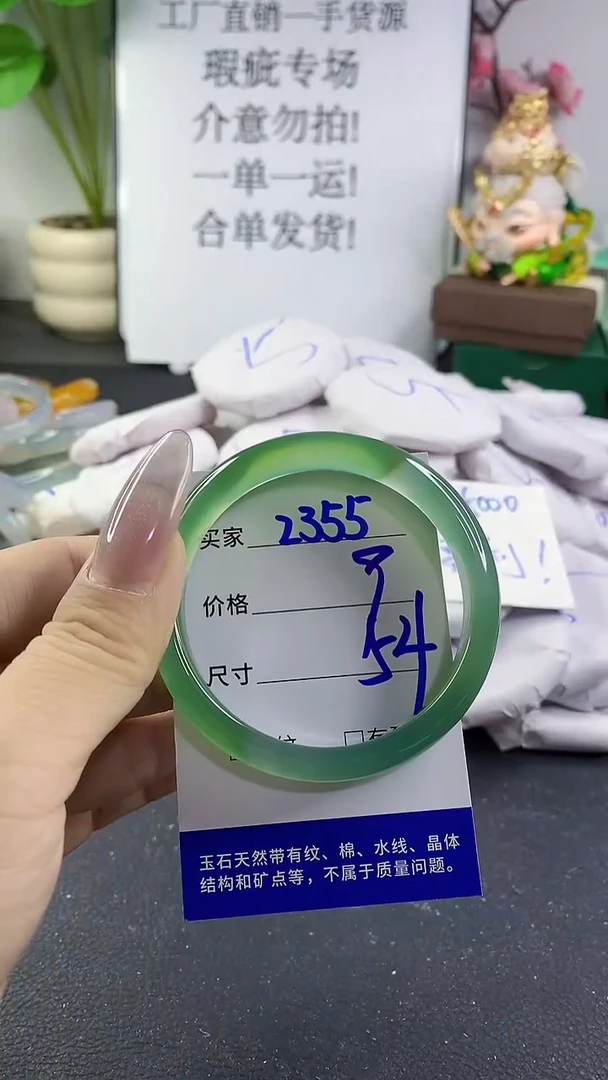 工厂直销一手货源
瑕疵专场
介意勿拍!
一单一运!
合单发货!
6000
买家 2355
价格
尺寸 54
纹 □有
玉石天然带有纹、棉、水线、晶体
结构和矿点等，不属于质量问题。